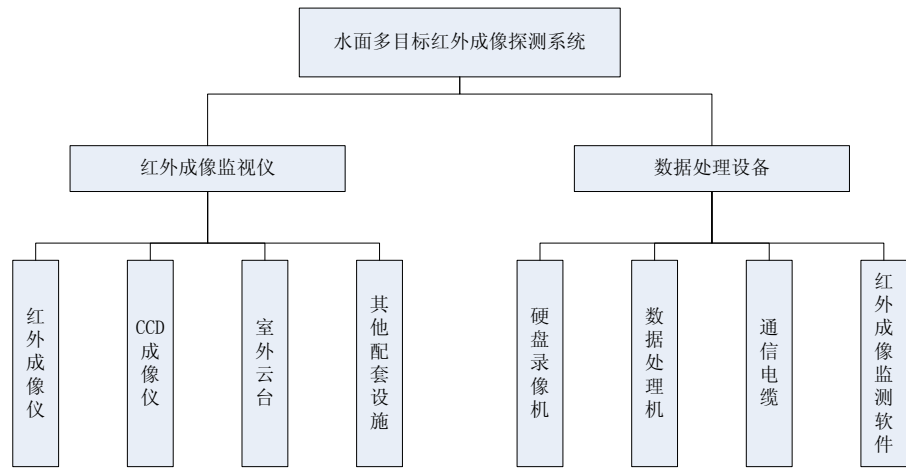 水面多目标红外成像探测系统
红外成像监视仪
数据处理设备
红外成像仪
CCD成像仪
室外云台
其他配套设施
硬盘录像机
数据处理机
通信电缆
红外成像监测软件